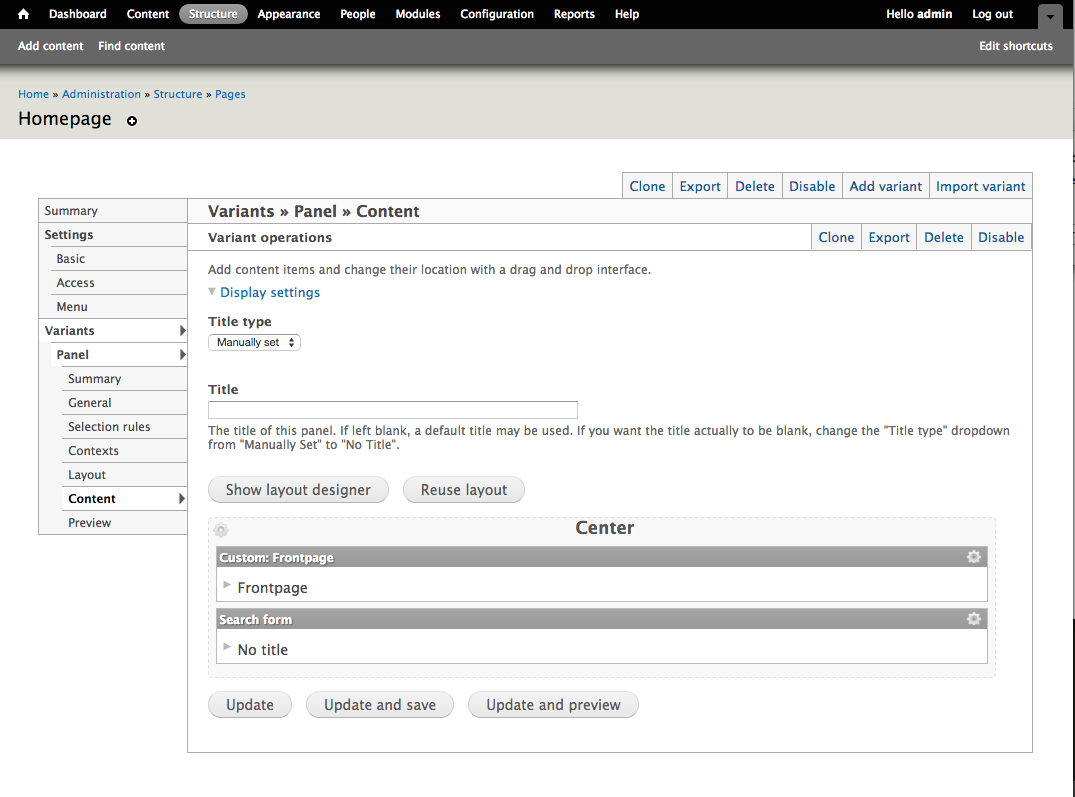 Dashboard Content Structure Appearance People Modules Configuration Reports Help Hello admin Log out
Add content Find content Edit shortcuts
Home » Administration » Structure » Pages
Homepage
Clone Export Delete Disable Add variant Import variant
Summary
Settings
Basic
Access
Menu
Variants
Panel
Summary
General
Selection rules
Contexts
Layout
Content
Preview
Variants » Panel » Content
Variant operations Clone Export Delete Disable
Add content items and change their location with a drag and drop interface.
Display settings
Title type
Manually set
Title
The title of this panel. If left blank, a default title may be used. If you want the title actually to be blank, change the "Title type" dropdown
from "Manually Set" to "No Title".
Show layout designer Reuse layout
Center
Custom: Frontpage
Frontpage
Search form
No title
Update Update and save Update and preview